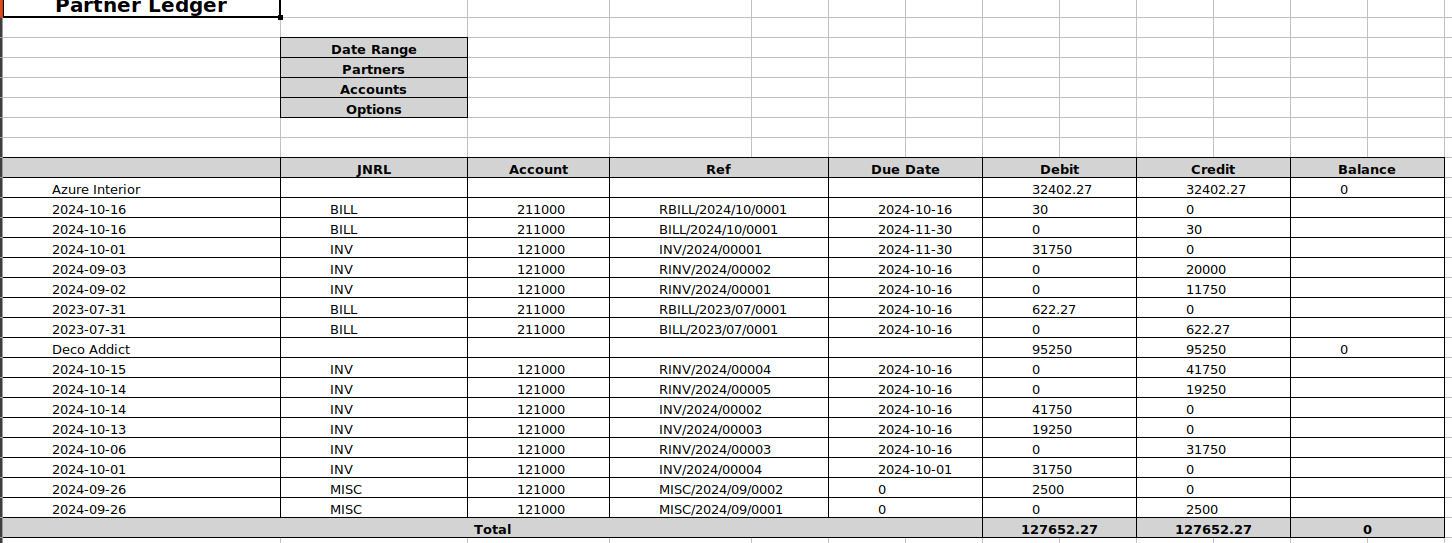 Partner Ledger
Date Range
Partners
Accounts
Options
JNRL Account Ref Due Date Debit Credit Balance
Azure Interior 32402.27 32402.27 0
2024-10-16 BILL 211000 RBILL/2024/10/0001 2024-10-16 30 0
2024-10-16 BILL 211000 BILL/2024/10/0001 2024-11-30 0 30
2024-10-01 INV 121000 INV/2024/00001 2024-11-30 31750 0
2024-09-03 INV 121000 RINV/2024/00002 2024-10-16 0 20000
2024-09-02 INV 121000 RINV/2024/00001 2024-10-16 0 11750
2023-07-31 BILL 211000 RBILL/2023/07/0001 2024-10-16 622.27 0
2023-07-31 BILL 211000 BILL/2023/07/0001 2024-10-16 0 622.27
Deco Addict 95250 95250 0
2024-10-15 INV 121000 RINV/2024/00004 2024-10-16 0 41750
2024-10-14 INV 121000 RINV/2024/00005 2024-10-16 0 19250
2024-10-14 INV 121000 INV/2024/00002 2024-10-16 41750 0
2024-10-13 INV 121000 INV/2024/00003 2024-10-16 19250 0
2024-10-06 INV 121000 RINV/2024/00003 2024-10-16 0 31750
2024-10-01 INV 121000 INV/2024/00004 2024-10-01 31750 0
2024-09-26 MISC 121000 MISC/2024/09/0002 0 2500 0
2024-09-26 MISC 121000 MISC/2024/09/0001 0 0 2500
Total 127652.27 127652.27 0